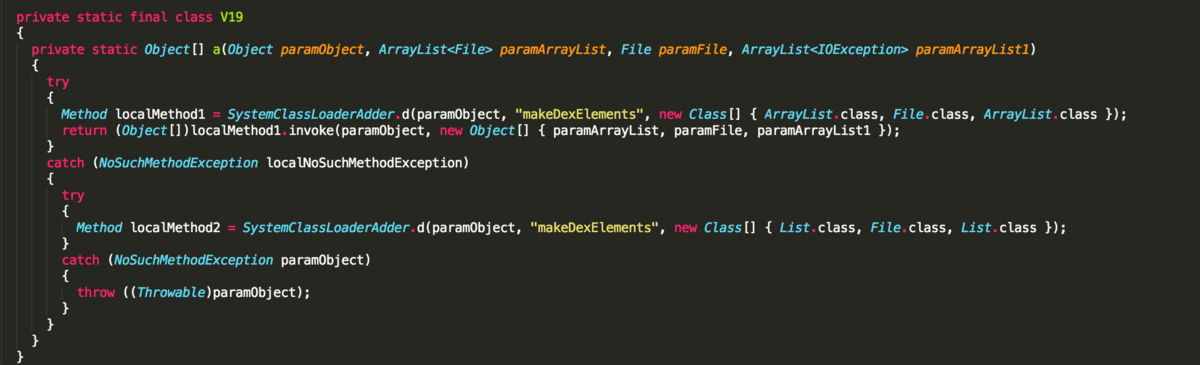 private static final class V19
{
  private static Object[] a(Object paramObject, ArrayList<File> paramArrayList, File paramFile, ArrayList<IOException> paramArrayList1)
  {
    try
    {
      Method localMethod1 = SystemClassLoaderAdder.d(paramObject, "makeDexElements", new Class[] { ArrayList.class, File.class, ArrayList.class });
      return (Object[])localMethod1.invoke(paramObject, new Object[] { paramArrayList, paramFile, paramArrayList1 });
    }
    catch (NoSuchMethodException localNoSuchMethodException)
    {
      try
      {
        Method localMethod2 = SystemClassLoaderAdder.d(paramObject, "makeDexElements", new Class[] { List.class, File.class, List.class });
      }
      catch (NoSuchMethodException paramObject)
      {
        throw ((Throwable)paramObject);
      }
    }
  }
}